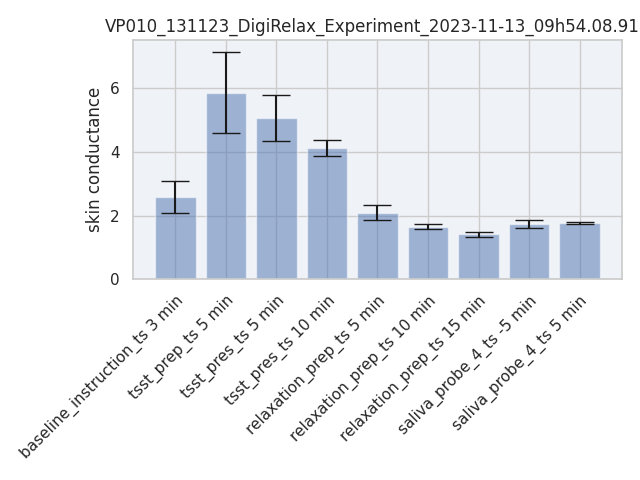 VP010_131123_DigiRelax_Experiment_2023-11-13_09h54.08.91
skin conductance
6
4
2
0
baseline_instruction_ts 3 min
tsst_prep_ts 5 min
tsst_pres_ts 5 min
tsst_pres_ts 10 min
relaxation_prep_ts 5 min
relaxation_prep_ts 10 min
relaxation_prep_ts 15 min
saliva_probe_4_ts -5 min
saliva_probe_4_ts 5 min